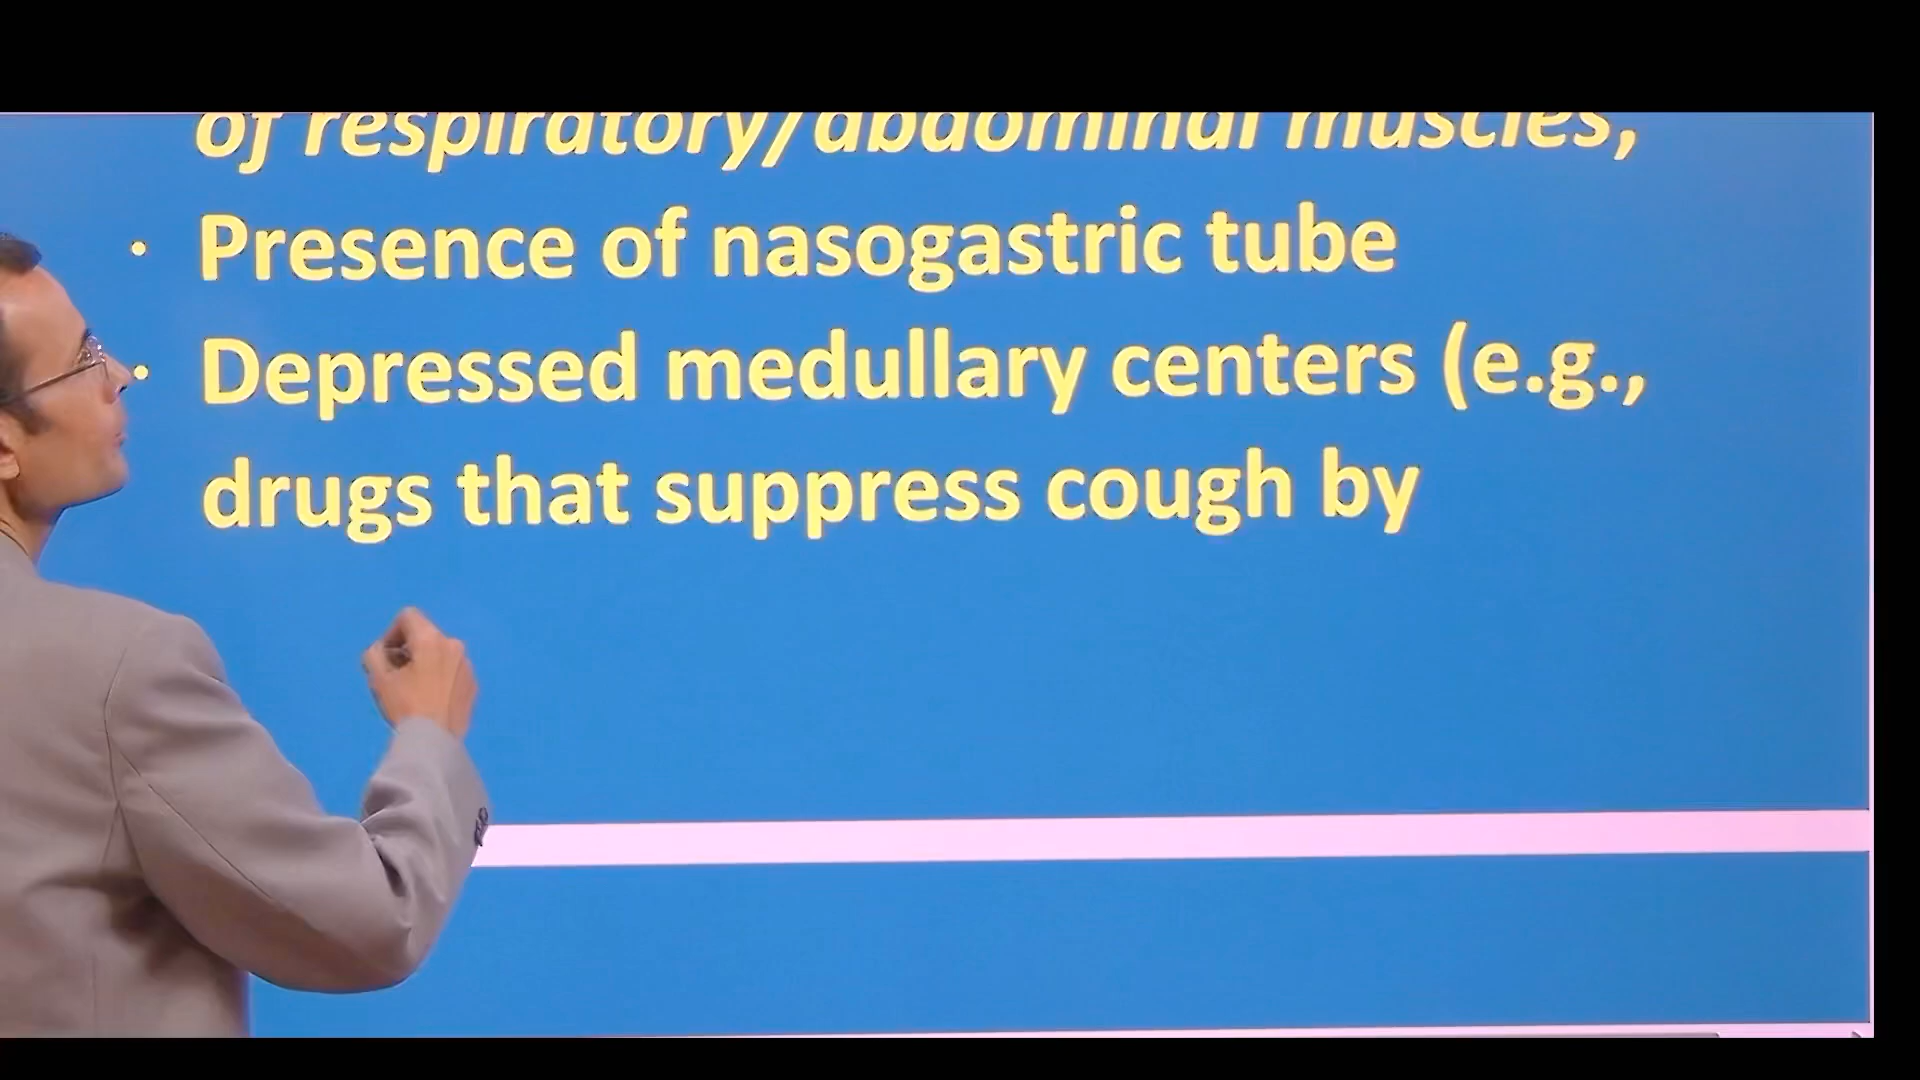 of respiratory/abdominal muscles,
· Presence of nasogastric tube
· Depressed medullary centers (e.g.,
drugs that suppress cough by